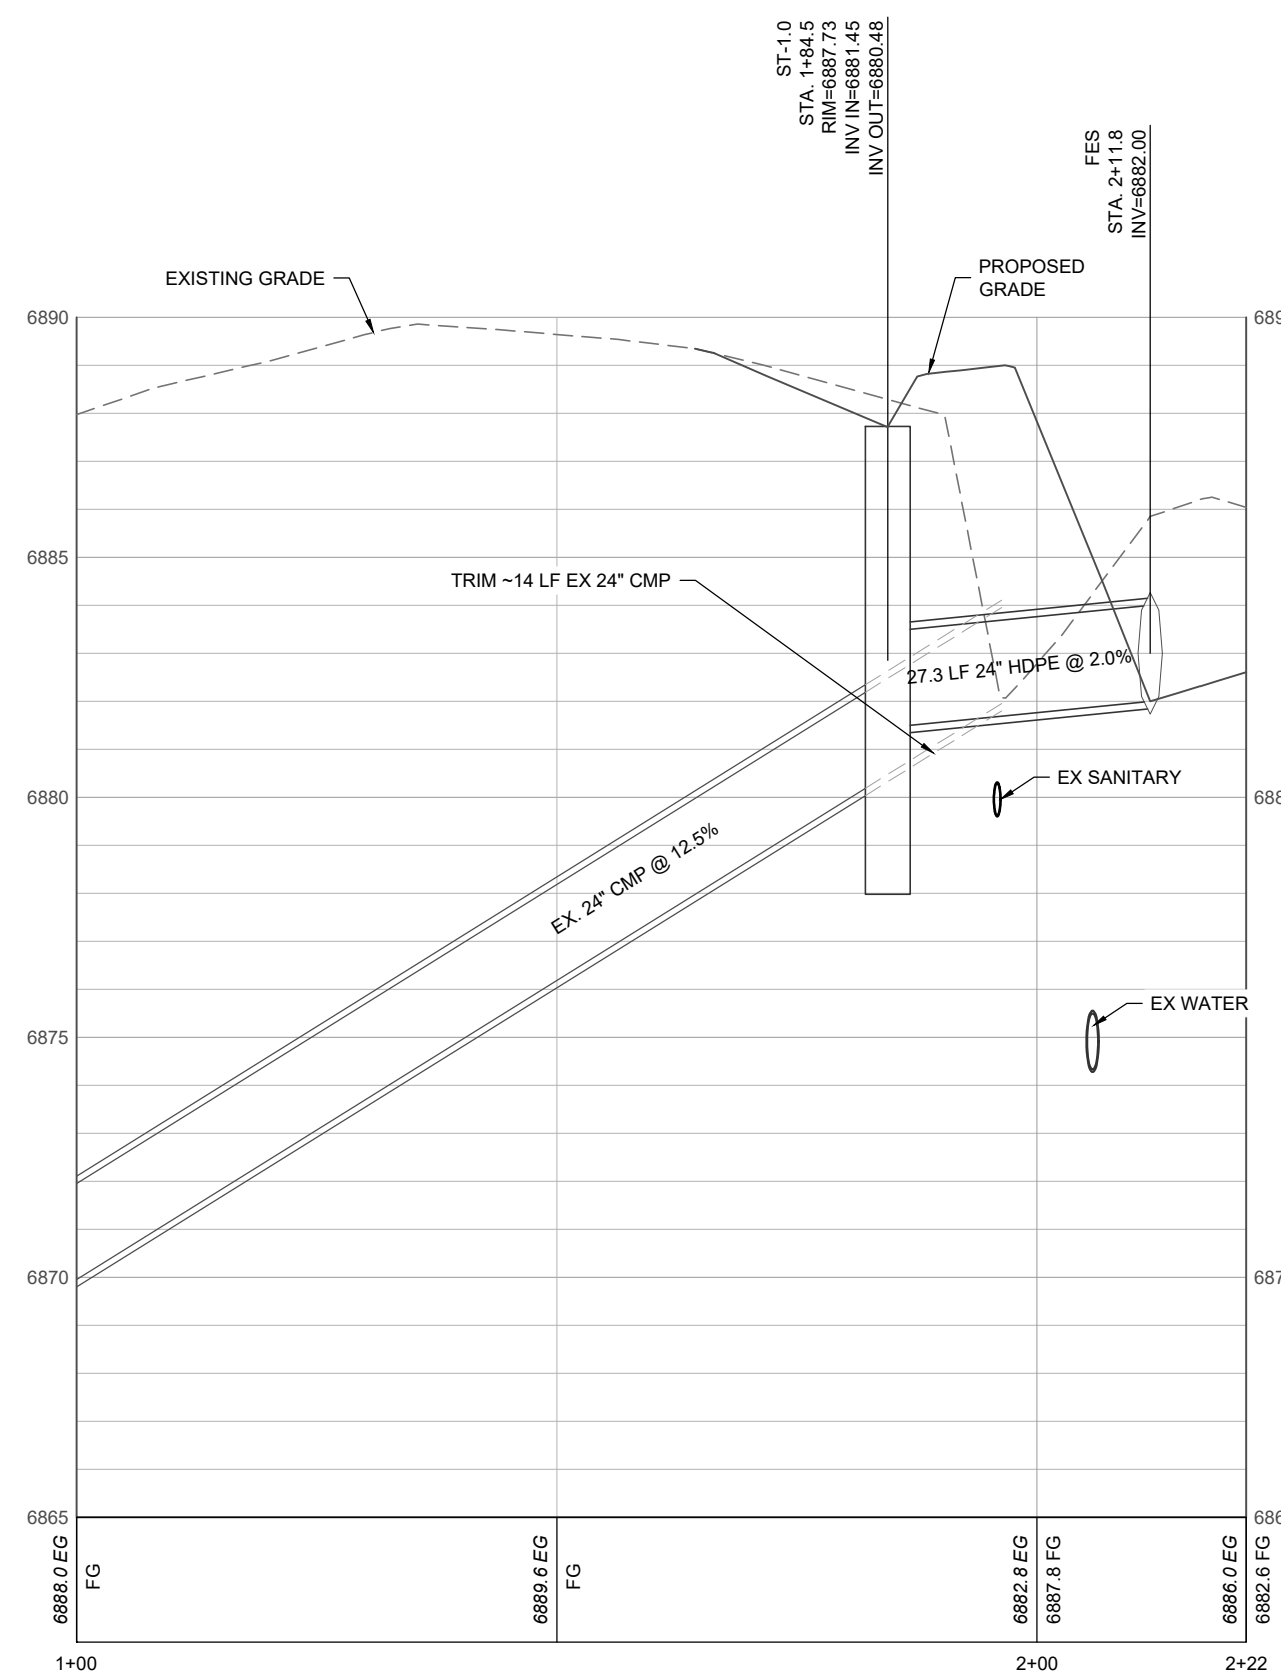 ST-1.0
STA. 1+84.5
RIM=6887.73
INV IN=6881.45
INV OUT=6880.48
FES
STA. 2+11.8
INV=6882.00
EXISTING GRADE
PROPOSED
GRADE
6890
689
6885
TRIM ~14 LF EX 24" CMP
27.3 LF 24" HDPE @ 2.0%
EX SANITARY
6880
688
EX. 24" CMP @ 12.5%
EX WATER
6875
6870
687
6865
686
6888.0 EG
FG
6889.6 EG
FG
6882.8 EG
6887.8 FG
6886.0 EG
6882.6 FG
1+00
2+00
2+22